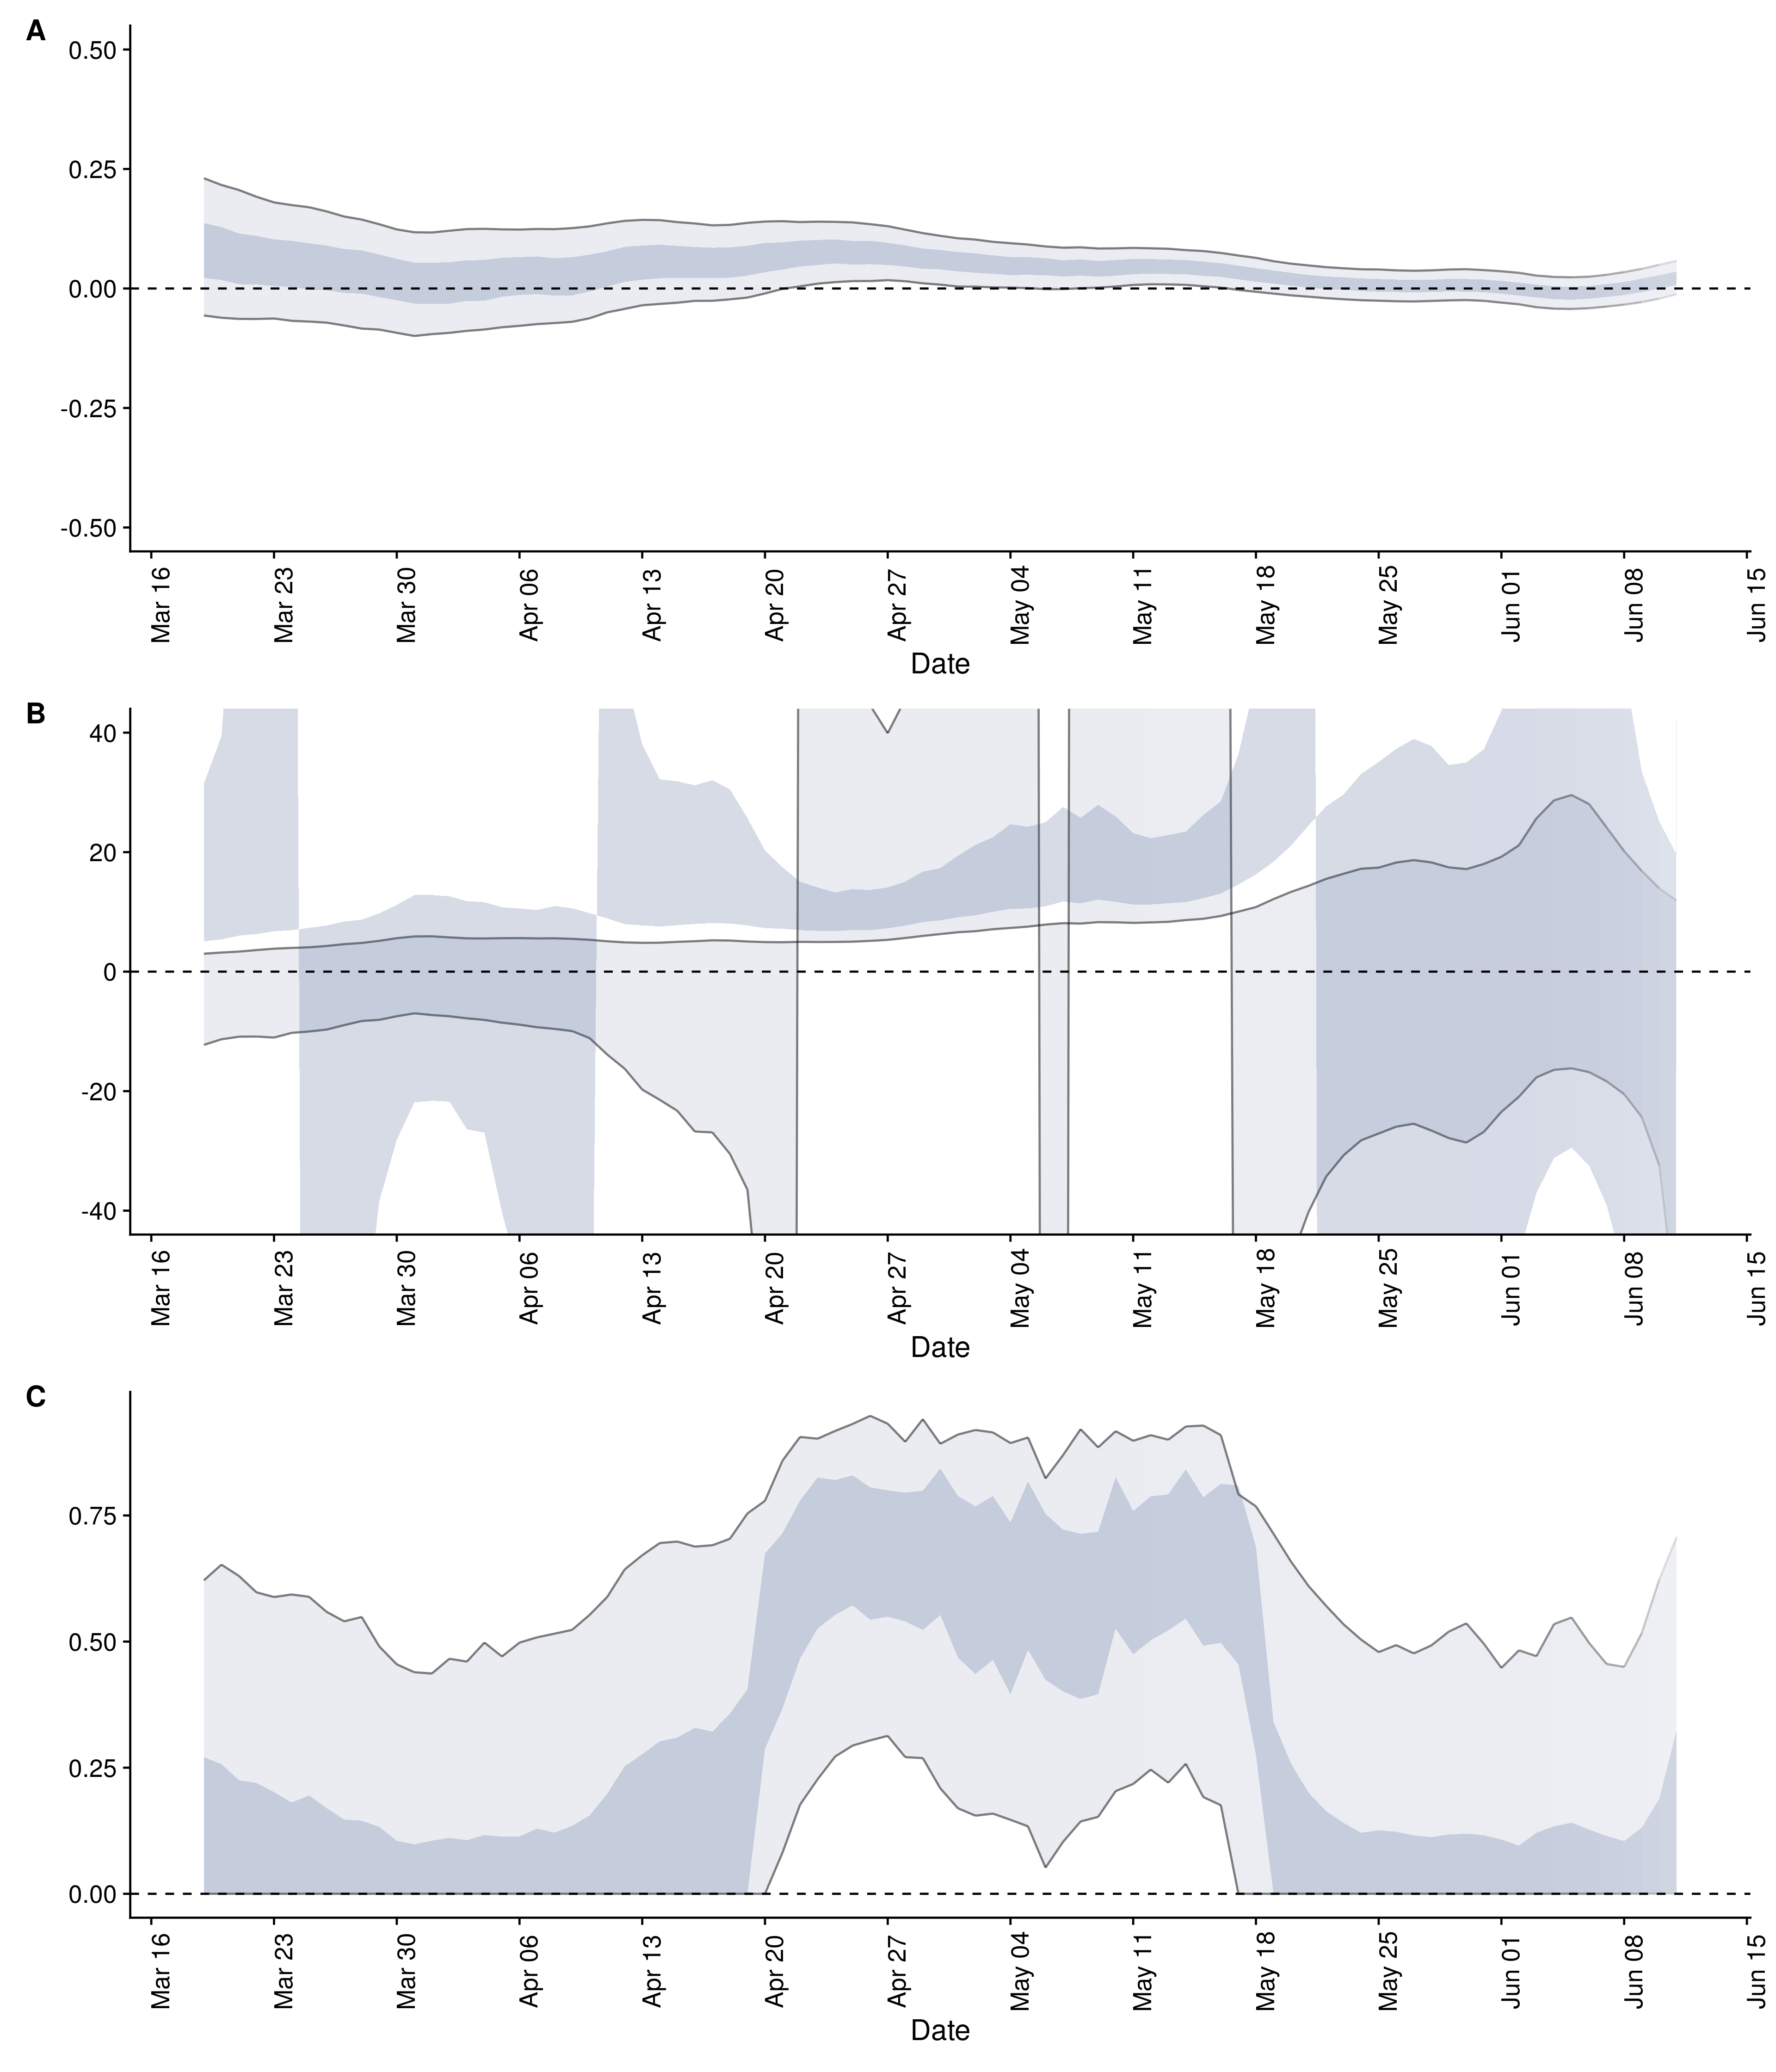 A
0.50
0.25
0.00
-0.25
-0.50
Mar 16
Mar 23
Mar 30
Apr 06
Apr 13
Apr 20
Apr 27
May 04
May 11
May 18
May 25
Jun 01
Jun 08
Jun 15
Date
B
40
20
0
-20
-40
Mar 16
Mar 23
Mar 30
Apr 06
Apr 13
Apr 20
Apr 27
May 04
May 11
May 18
May 25
Jun 01
Jun 08
Jun 15
Date
C
0.75
0.50
0.25
0.00
Mar 16
Mar 23
Mar 30
Apr 06
Apr 13
Apr 20
Apr 27
May 04
May 11
May 18
May 25
Jun 01
Jun 08
Jun 15
Date